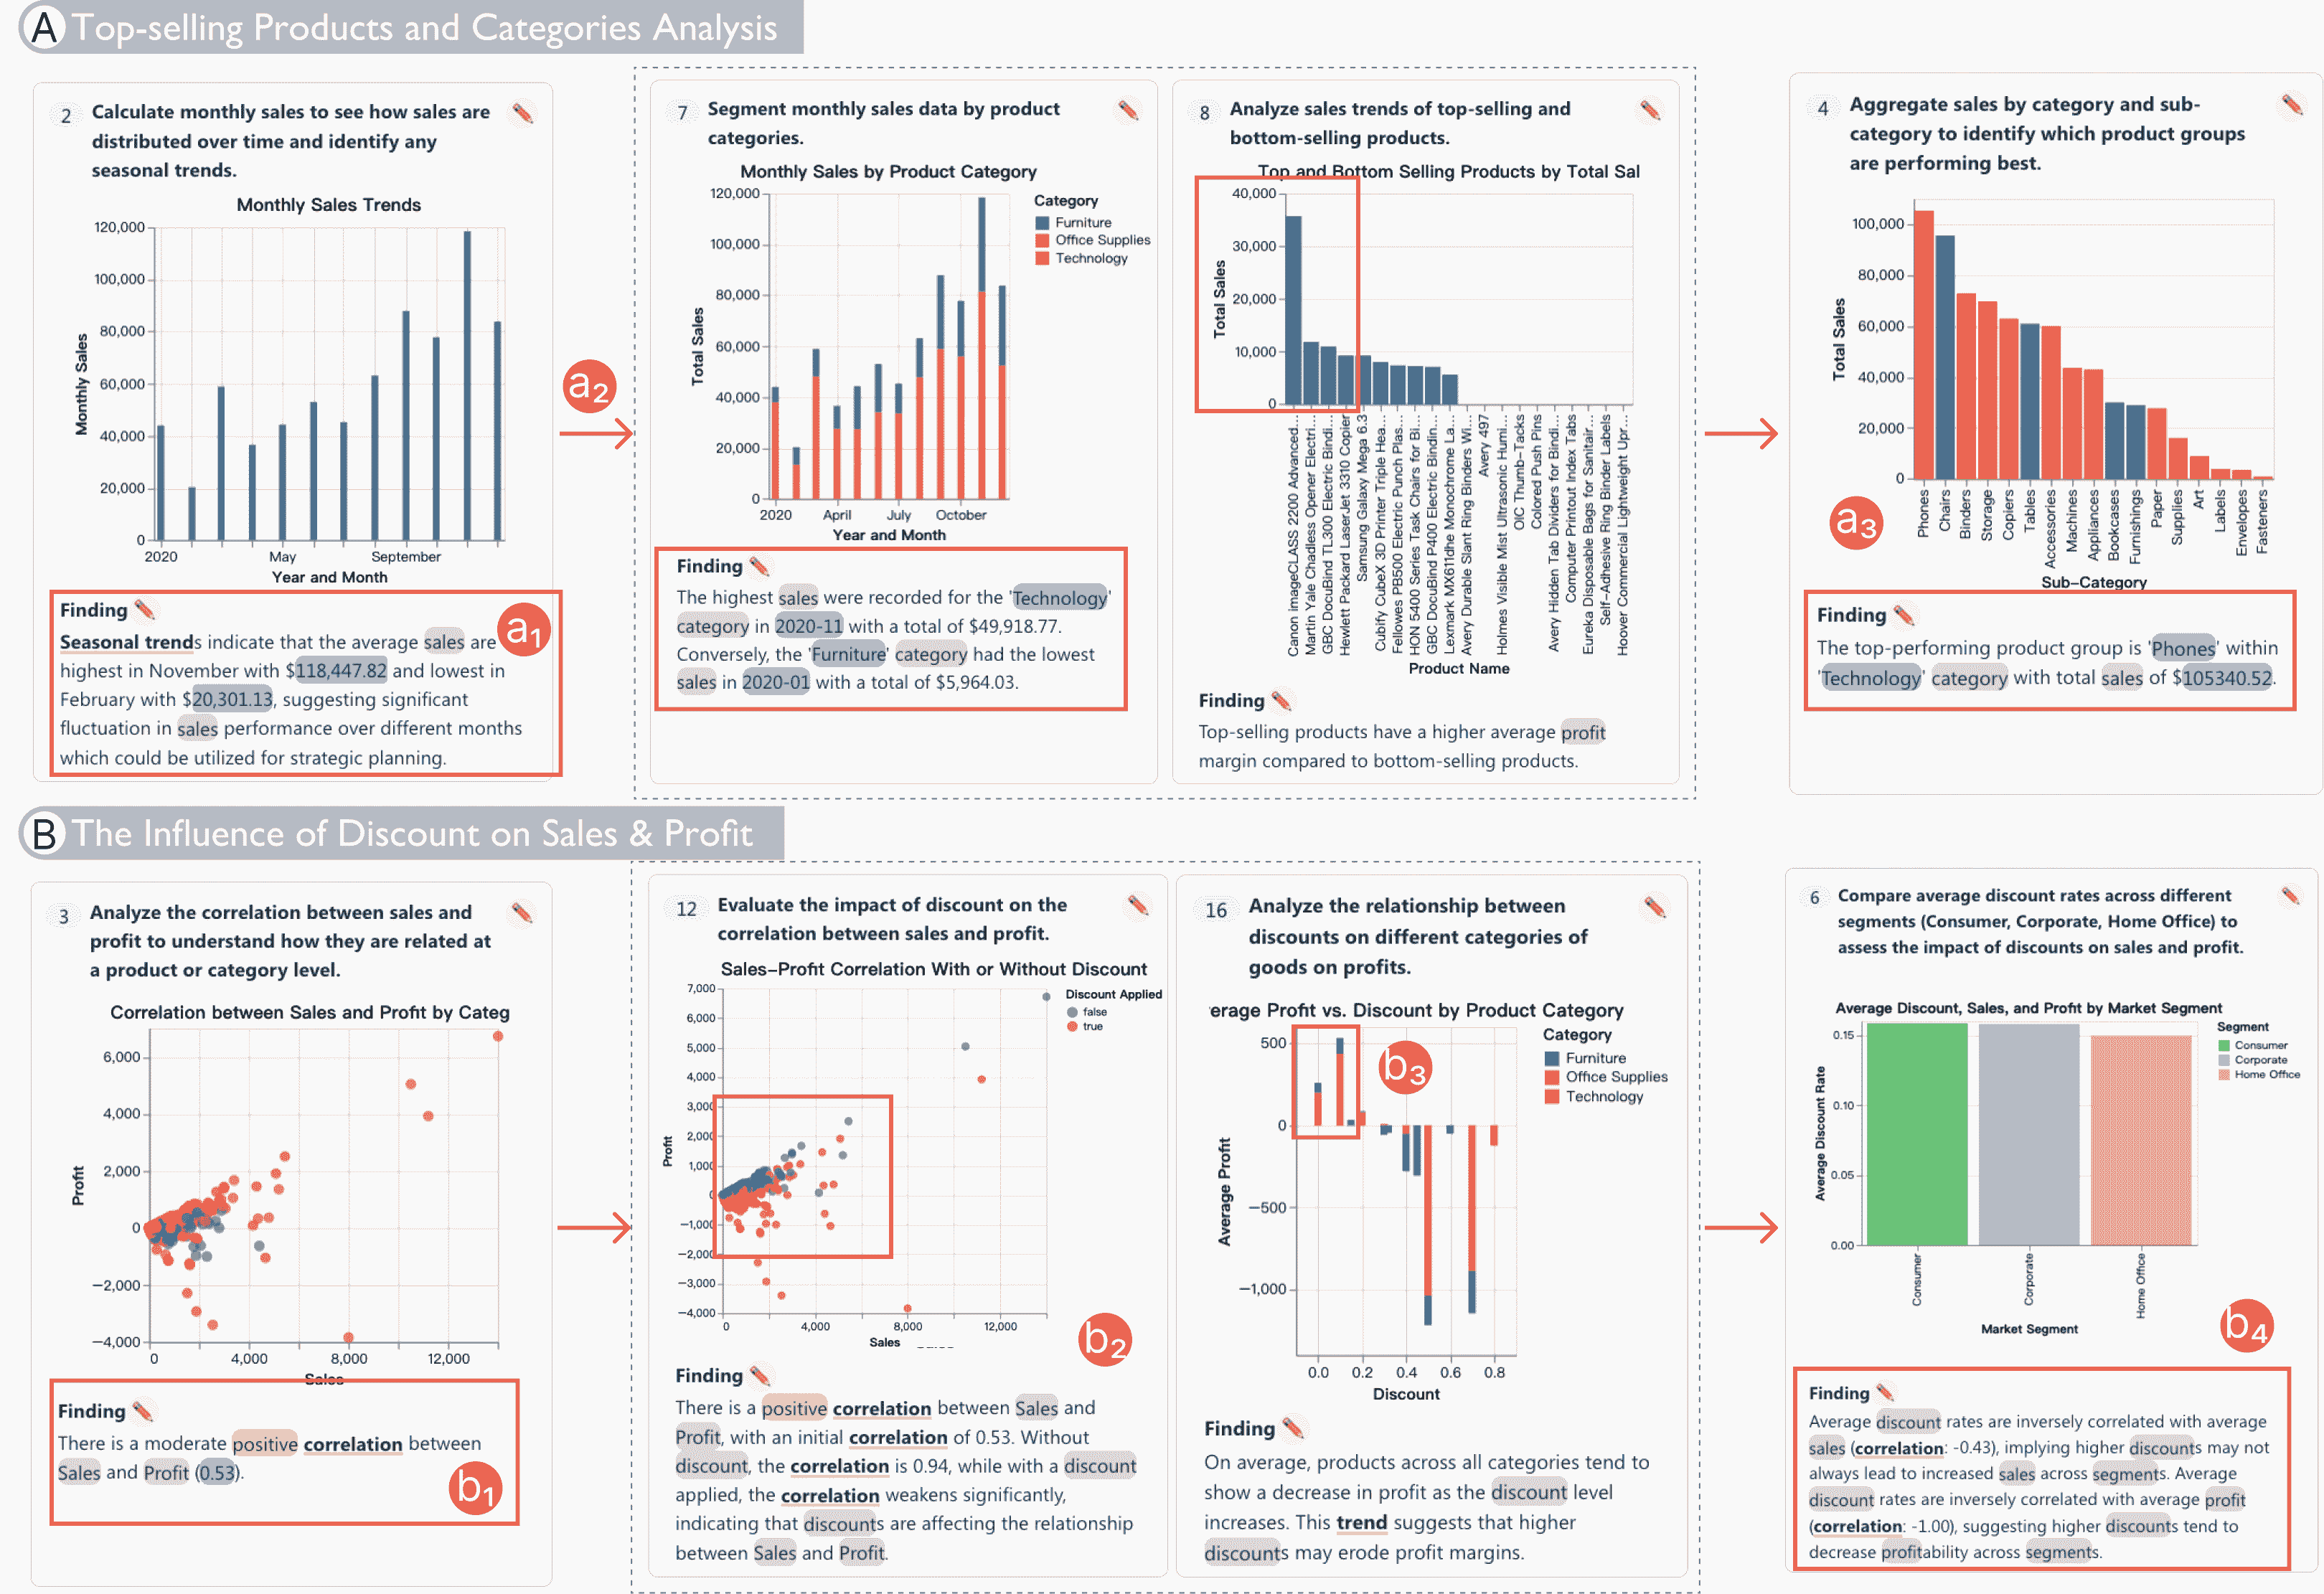 A Top-selling Products and Categories Analysis
2 Calculate monthly sales to see how sales are
distributed over time and identify any
seasonal trends.
Monthly Sales Trends
120,000
100,000
80,000
60,000
40,000
20,000
0
Monthly Sales
2020 May September
Year and Month
Finding
Seasonal trends indicate that the average sales are
highest in November with $118,447.82 and lowest in
February with $20,301.13, suggesting significant
fluctuation in sales performance over different months
which could be utilized for strategic planning.
a1
a2
7 Segment monthly sales data by product
categories.
Monthly Sales by Product Category
120,000
100,000
80,000
60,000
40,000
20,000
0
Total Sales
2020 April July October
Year and Month
Category
Furniture
Office Supplies
Technology
Finding
The highest sales were recorded for the 'Technology'
category in 2020-11 with a total of $49,918.77.
Conversely, the 'Furniture' category had the lowest
sales in 2020-01 with a total of $5,964.03.
8 Analyze sales trends of top-selling and
bottom-selling products.
Top and Bottom Selling Products by Total Sal
40,000
30,000
20,000
10,000
0
Total Sales
Canon imageCLASS 2200 Advanced...
Martin Yale Chadless Opener Electri...
GBC DocuBind TL300 Electric Bindi...
Hewlett Packard LaserJet 3310 Copier
Samsung Galaxy Mega 6.3
Cubify CubeX 3D Printer Triple Hea...
Fellowes PB500 Electric Punch Plas...
HON 5400 Series Task Chairs for Bi...
GBC DocuBind P400 Electric Bindin...
Lexmark MX611dhe Monochrome La...
Avery Durable Slant Ring Binders Wi...
Avery 497
Holmes Visible Mist Ultrasonic Humi...
OIC Thumb-Tacks
Colored Push Pins
Avery Hidden Tab Dividers for Bindi...
Computer Printout Index Tabs
Eureka Disposable Bags for Sanitair...
Self-Adhesive Ring Binder Labels
Hoover Commercial Lightweight Upr...
Product Name
Finding
Top-selling products have a higher average profit
margin compared to bottom-selling products.
4 Aggregate sales by category and sub-
category to identify which product groups
are performing best.
100,000
80,000
60,000
40,000
20,000
0
Total Sales
Phones
Chairs
Binders
Storage
Copiers
Tables
Accessories
Machines
Appliances
Bookcases
Furnishings
Paper
Supplies
Art
Labels
Envelopes
Fasteners
Sub-Category
a3
Finding
The top-performing product group is 'Phones' within
'Technology' category with total sales of $105340.52.
B The Influence of Discount on Sales & Profit
3 Analyze the correlation between sales and
profit to understand how they are related at
a product or category level.
Correlation between Sales and Profit by Categ
6,000
4,000
2,000
0
−2,000
−4,000
Profit
0 4,000 8,000 12,000
Sales
Finding
There is a moderate positive correlation between
Sales and Profit (0.53).
b1
12 Evaluate the impact of discount on the
correlation between sales and profit.
Sales-Profit Correlation With or Without Discount
7,000
6,000
5,000
4,000
3,000
2,000
1,000
0
−1,000
−2,000
−3,000
−4,000
Profit
0 4,000 8,000 12,000
Sales
Discount Applied
false
true
b2
Finding
There is a positive correlation between Sales and
Profit, with an initial correlation of 0.53. Without
discount, the correlation is 0.94, while with a discount
applied, the correlation weakens significantly,
indicating that discounts are affecting the relationship
between Sales and Profit.
16 Analyze the relationship between
discounts on different categories of
goods on profits.
erage Profit vs. Discount by Product Category
500
0
−500
−1,000
Average Profit
0.0 0.2 0.4 0.6 0.8
Discount
Category
Furniture
Office Supplies
Technology
b3
Finding
On average, products across all categories tend to
show a decrease in profit as the discount level
increases. This trend suggests that higher
discounts may erode profit margins.
6 Compare average discount rates across different
segments (Consumer, Corporate, Home Office) to
assess the impact of discounts on sales and profit.
Average Discount, Sales, and Profit by Market Segment
0.15
0.10
0.05
0.00
Average Discount Rate
Consumer
Corporate
Home Office
Market Segment
Segment
Consumer
Corporate
Home Office
b4
Finding
Average discount rates are inversely correlated with average
sales (correlation: -0.43), implying higher discounts may not
always lead to increased sales across segments. Average
discount rates are inversely correlated with average profit
(correlation: -1.00), suggesting higher discounts tend to
decrease profitability across segments.